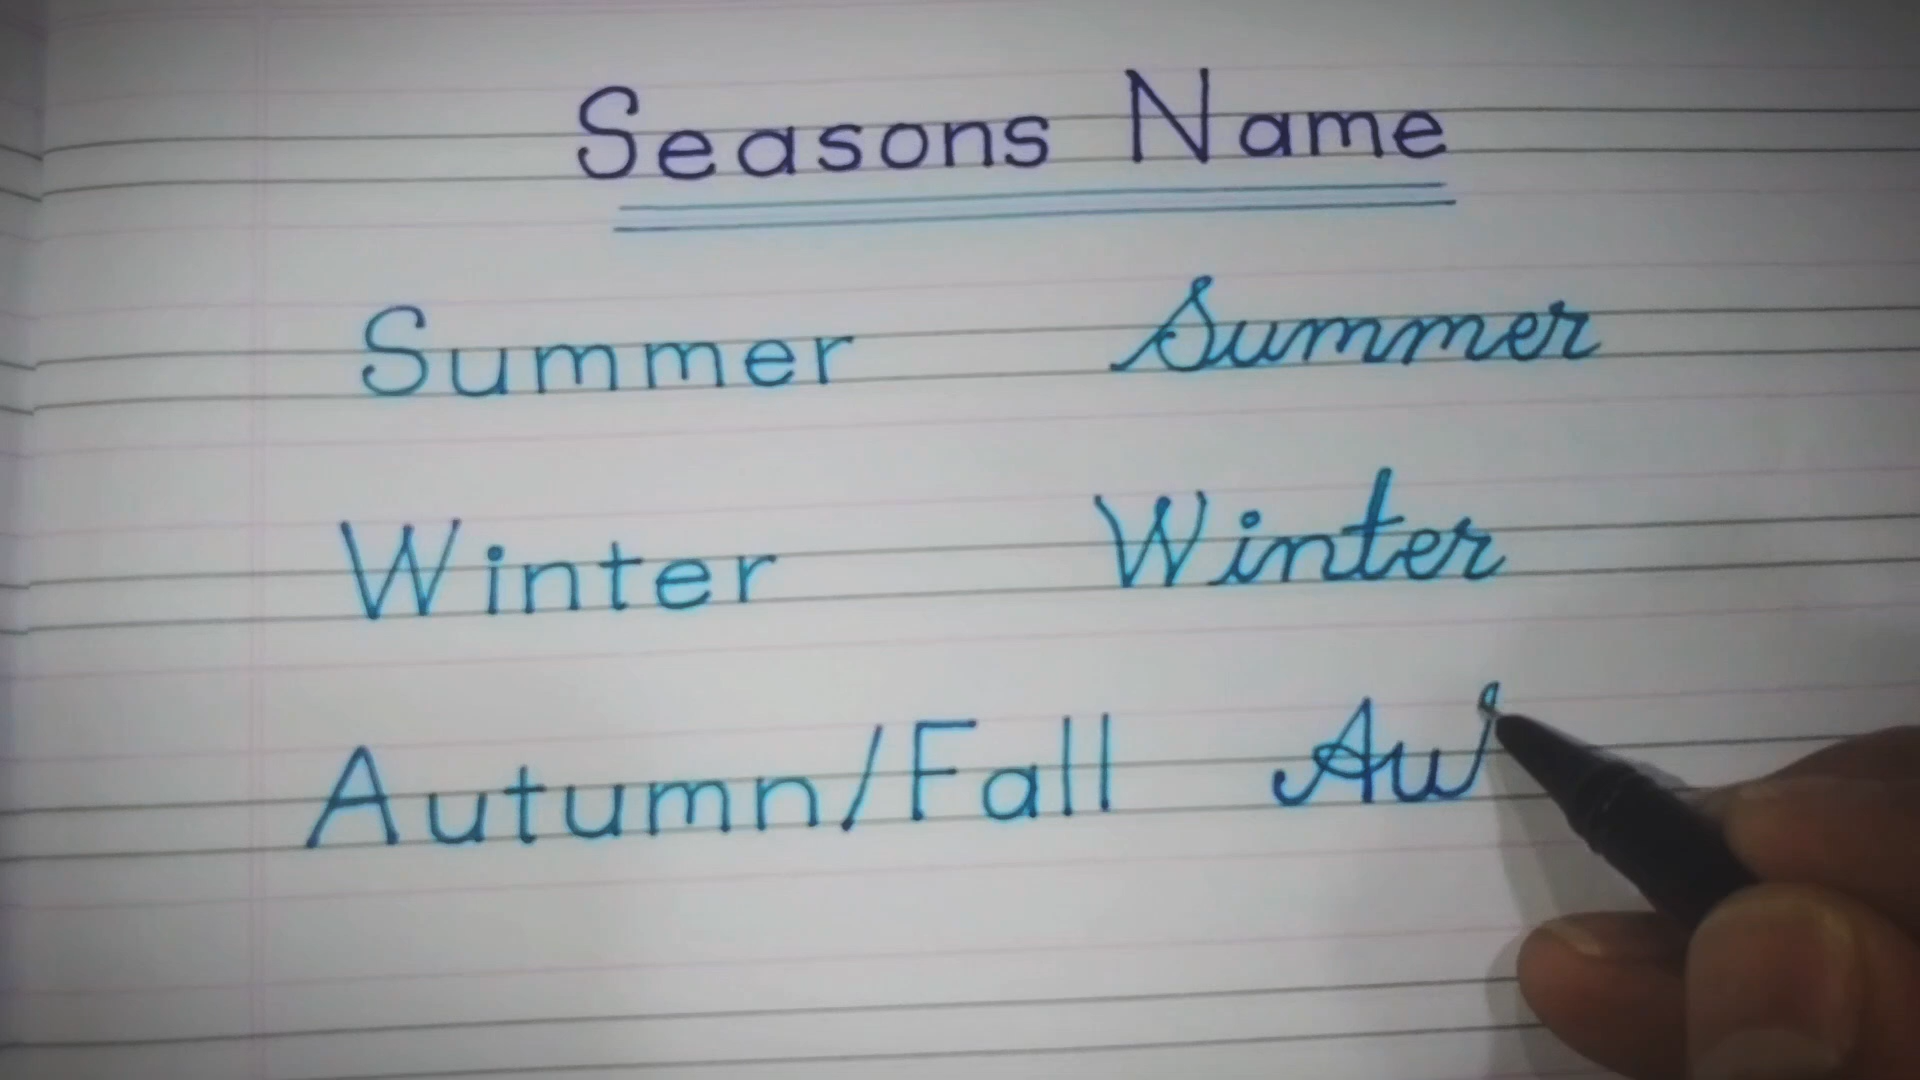 Seasons Name
Summer Summer
Winter Winter
Autumn/Fall Au